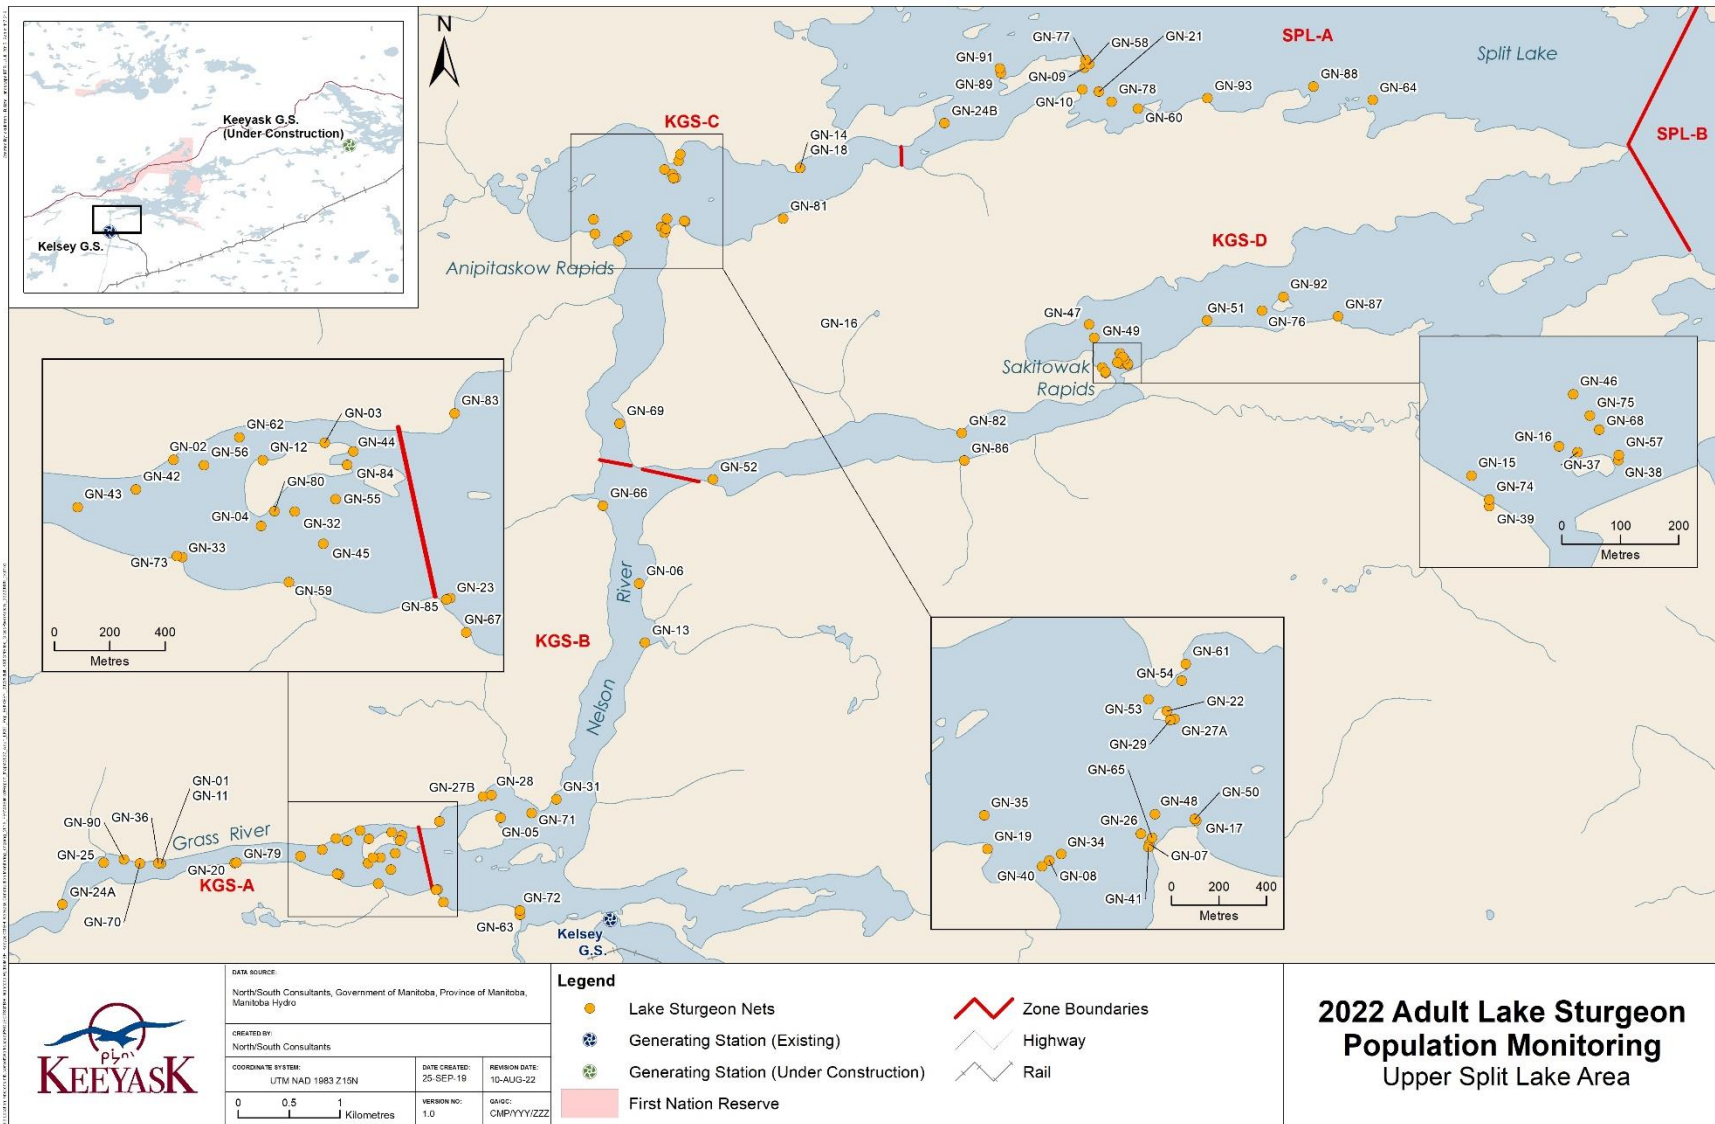 Keeyask G.S.
(Under Construction)
Kelsey G.S.
N
GN-77
GN-58
GN-21
SPL-A
Split Lake
GN-91
GN-89
GN-09
GN-10
GN-78
GN-93
GN-88
GN-64
GN-24B
GN-60
SPL-B
KGS-C
GN-14
GN-18
GN-81
Anipitaskow Rapids
KGS-D
GN-16
GN-47
GN-49
GN-51
GN-92
GN-76
GN-87
Sakitowak
Rapids
GN-69
GN-82
GN-86
GN-52
GN-66
GN-06
River
GN-13
KGS-B
Nelson
GN-03
GN-83
GN-62
GN-02
GN-56
GN-12
GN-44
GN-42
GN-84
GN-43
GN-80
GN-55
GN-04
GN-32
GN-33
GN-45
GN-73
GN-59
GN-23
GN-85
GN-67
0 200 400
Metres
GN-46
GN-75
GN-68
GN-16
GN-57
GN-37
GN-38
GN-15
GN-74
GN-39
0 100 200
Metres
GN-61
GN-54
GN-53
GN-22
GN-27A
GN-29
GN-65
GN-35
GN-48
GN-50
GN-26
GN-17
GN-19
GN-34
GN-07
GN-40
GN-08
GN-41
0 200 400
Metres
GN-27B
GN-28
GN-31
GN-05
GN-71
GN-01
GN-11
GN-36
GN-90
Grass River
GN-25
GN-20
GN-79
KGS-A
GN-24A
GN-70
GN-72
GN-63
Kelsey
G.S.
KEEYASK
DATA SOURCE:
North/South Consultants, Government of Manitoba, Province of Manitoba,
Manitoba Hydro
CREATED BY:
North/South Consultants
COORDINATE SYSTEM:
UTM NAD 1983 Z15N
DATE CREATED:
25-SEP-19
REVISION DATE:
10-AUG-22
0 0.5 1
Kilometres
VERSION NO:
1.0
QA/QC:
CMP/YYY/ZZZ
Legend
Lake Sturgeon Nets
Generating Station (Existing)
Generating Station (Under Construction)
First Nation Reserve
Zone Boundaries
Highway
Rail
2022 Adult Lake Sturgeon
Population Monitoring
Upper Split Lake Area